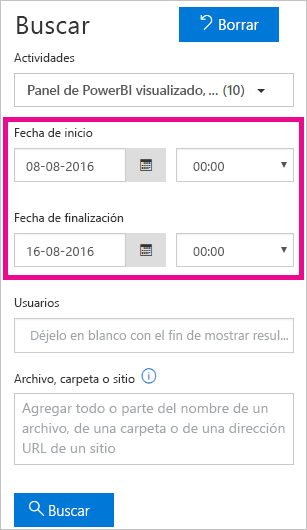 Buscar
Borrar
Actividades
Panel de PowerBI visualizado, ... (10)
Fecha de inicio
08-08-2016 00:00
Fecha de finalización
16-08-2016 00:00
Usuarios
Déjelo en blanco con el fin de mostrar resul...
Archivo, carpeta o sitio
Agregar todo o parte del nombre de un
archivo, de una carpeta o de una dirección
URL de un sitio
Buscar